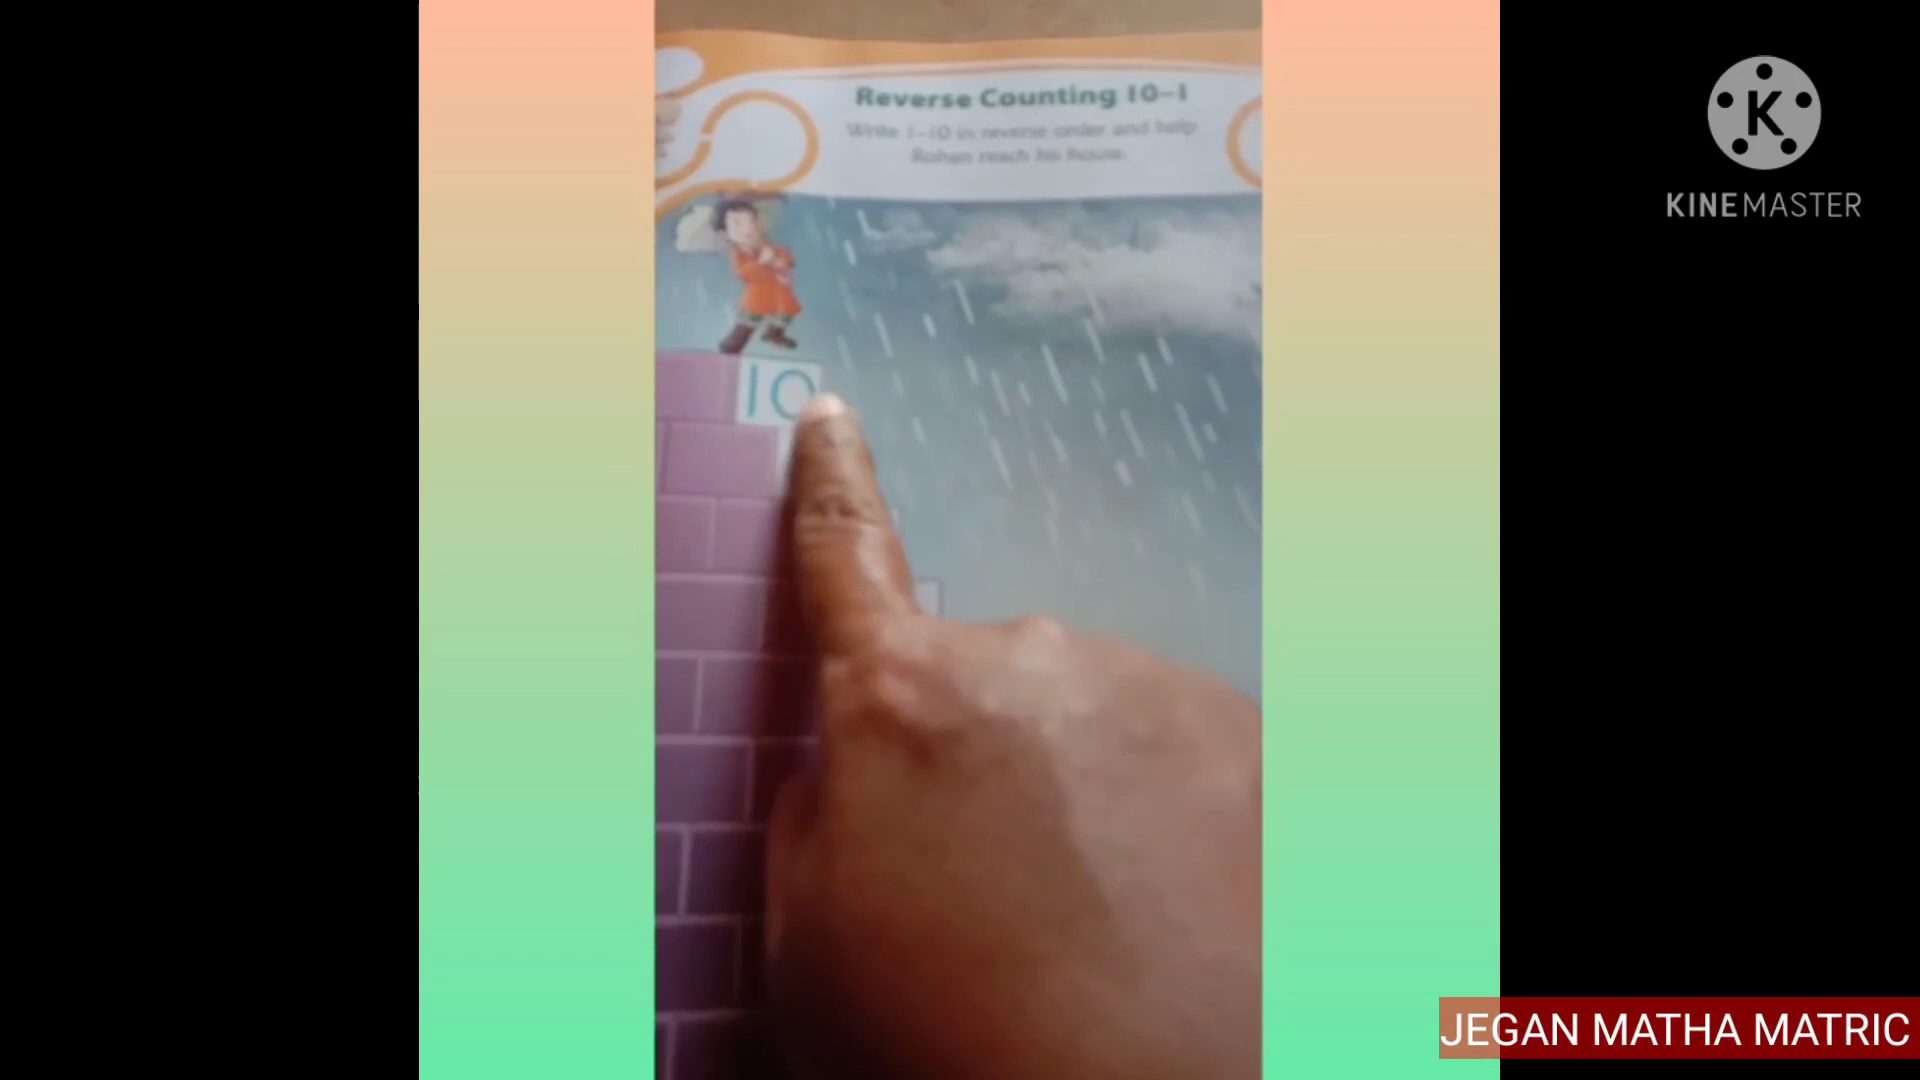 Reverse Counting 10-1
Write 1-10 in reverse order and help
Rohan reach his house.
10
K
KINEMASTER
JEGAN MATHA MATRIC